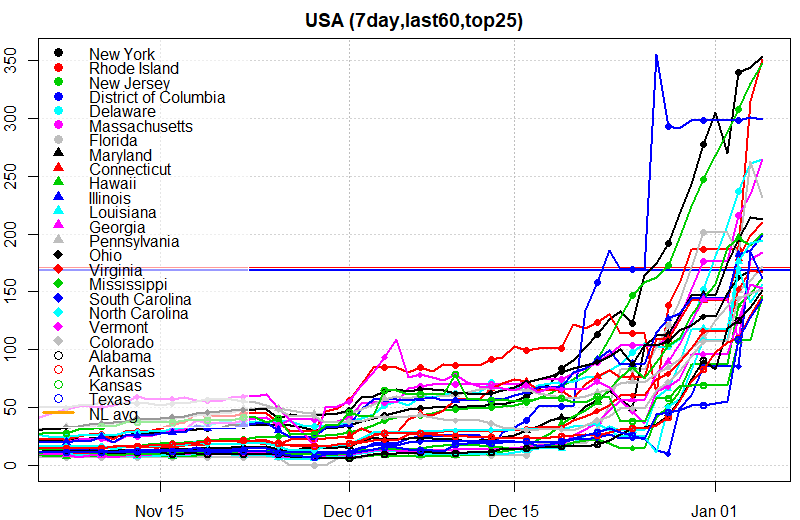 USA (7day,last60,top25)
350
300
250
200
150
100
50
0
New York
Rhode Island
New Jersey
District of Columbia
Delaware
Massachusetts
Florida
Maryland
Connecticut
Hawaii
Illinois
Louisiana
Georgia
Pennsylvania
Ohio
Virginia
Mississippi
South Carolina
North Carolina
Vermont
Colorado
Alabama
Arkansas
Kansas
Texas
NL avg
Nov 15 Dec 01 Dec 15 Jan 01